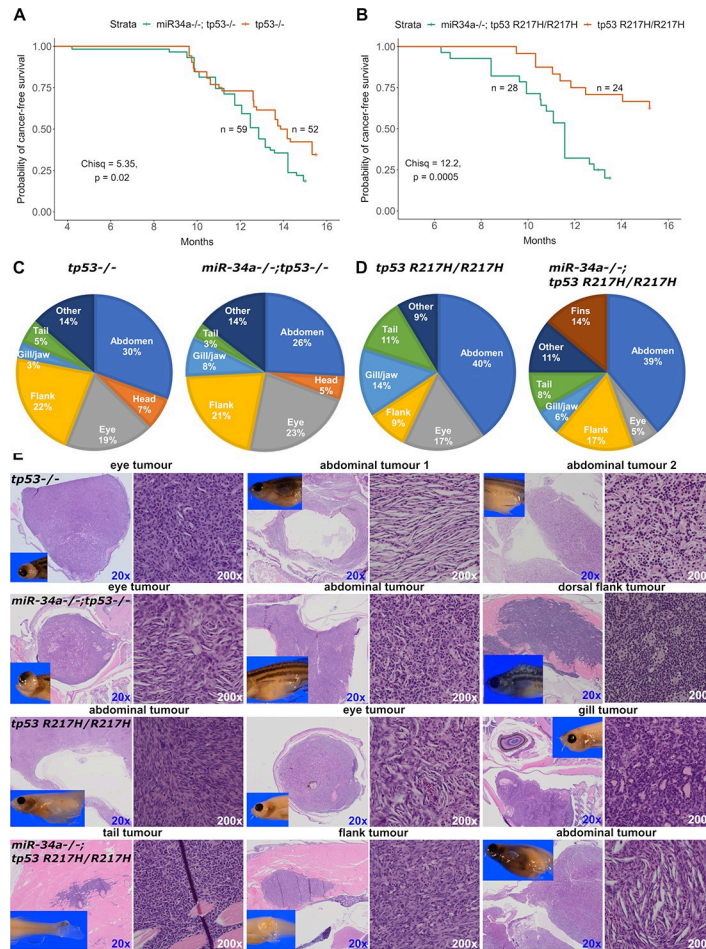 A
Strata miR34a-/-; tp53-/- tp53-/-
Probability of cancer-free survival
1.00
0.75
0.50
0.25
0.00
n = 59
n = 52
Chisq = 5.35,
p = 0.02
4 6 8 10 12 14 16
Months
B
Strata miR34a-/-; tp53 R217H/R217H tp53 R217H/R217H
Probability of cancer-free survival
1.00
0.75
0.50
0.25
0.00
n = 28
n = 24
Chisq = 12.2,
p = 0.0005
6 8 10 12 14 16
Months
C
tp53-/-
Other
14%
Abdomen
30%
Tail
5%
Gill/jaw
3%
Head
7%
Flank
22%
Eye
19%
miR-34a-/-;tp53-/-
Other
14%
Abdomen
26%
Tail
3%
Gill/jaw
8%
Head
5%
Flank
21%
Eye
23%
D
tp53 R217H/R217H
Other
9%
Tail
11%
Abdomen
40%
Gill/jaw
14%
Flank
9%
Eye
17%
miR-34a-/-;
tp53 R217H/R217H
Fins
14%
Other
11%
Abdomen
39%
Tail
8%
Gill/jaw
6%
Eye
5%
Flank
17%
E
eye tumour abdominal tumour 1 abdominal tumour 2
tp53-/-
20x 200x 20x 200x 20x 200x
eye tumour abdominal tumour dorsal flank tumour
miR-34a-/-;tp53-/-
20x 200x 20x 200x 20x 200x
abdominal tumour eye tumour gill tumour
tp53 R217H/R217H
20x 200x 20x 200x 20x 200x
tail tumour flank tumour abdominal tumour
miR-34a-/-;
tp53 R217H/R217H
20x 200x 20x 200x 20x 200x